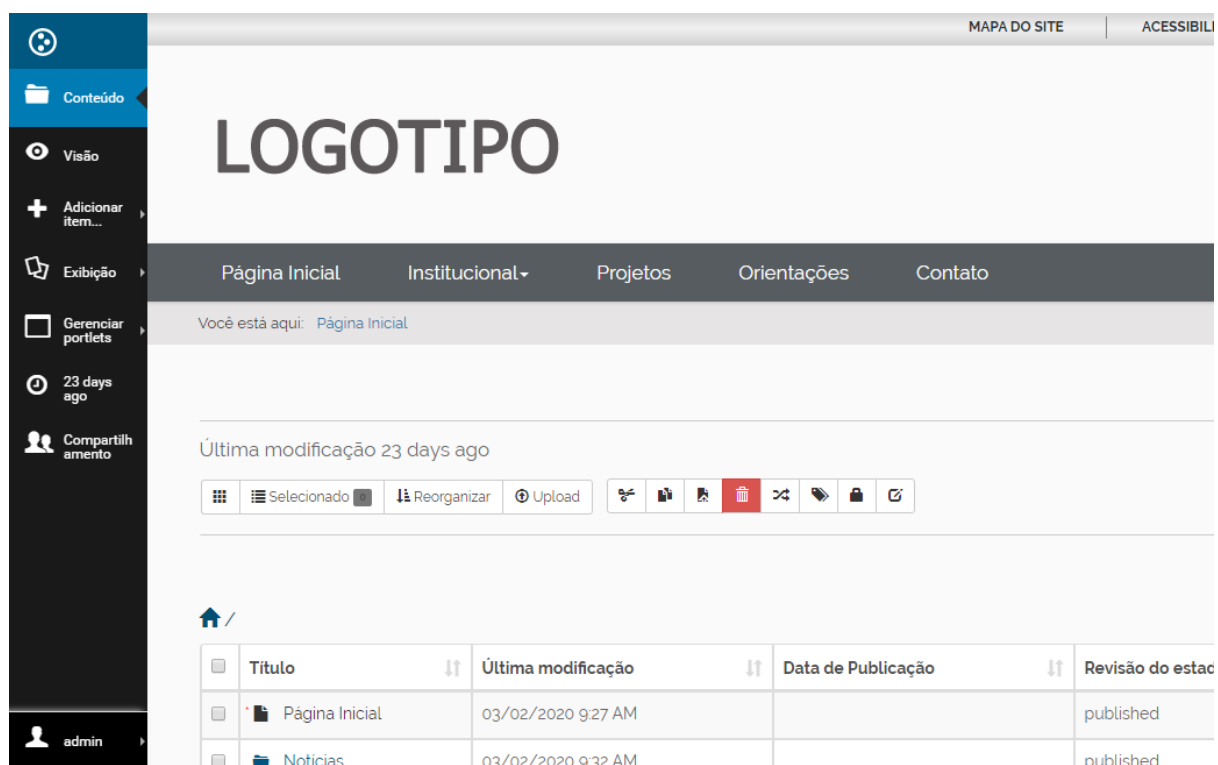 MAPA DO SITE
ACESSIBILI
Conteúdo
Visão
Adicionar
item...
Exibição
Gerenciar
portlets
23 days
ago
Compartilh
amento
admin
LOGOTIPO
Página Inicial Institucional Projetos Orientações Contato
Você está aqui: Página Inicial
Última modificação 23 days ago
Selecionado 0 Reorganizar Upload
/
Título Última modificação Data de Publicação Revisão do estad
Página Inicial 03/02/2020 9:27 AM published
Notícias 03/02/2020 9:32 AM published